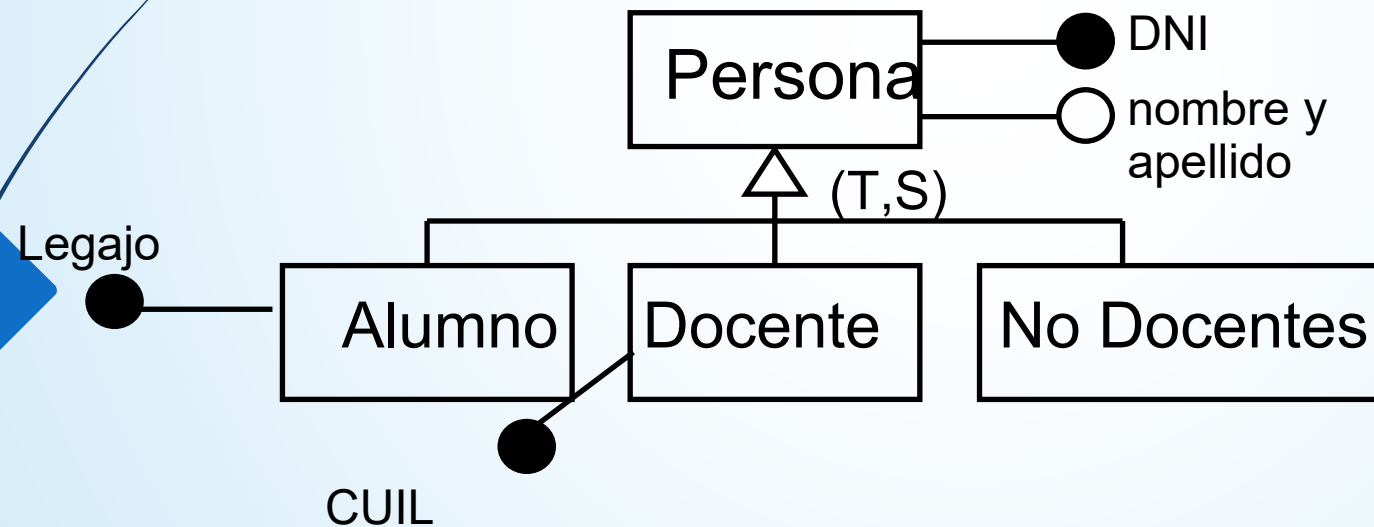 Persona
DNI
nombre y
apellido
(T,S)
Legajo
Alumno
Docente
No Docentes
CUIL